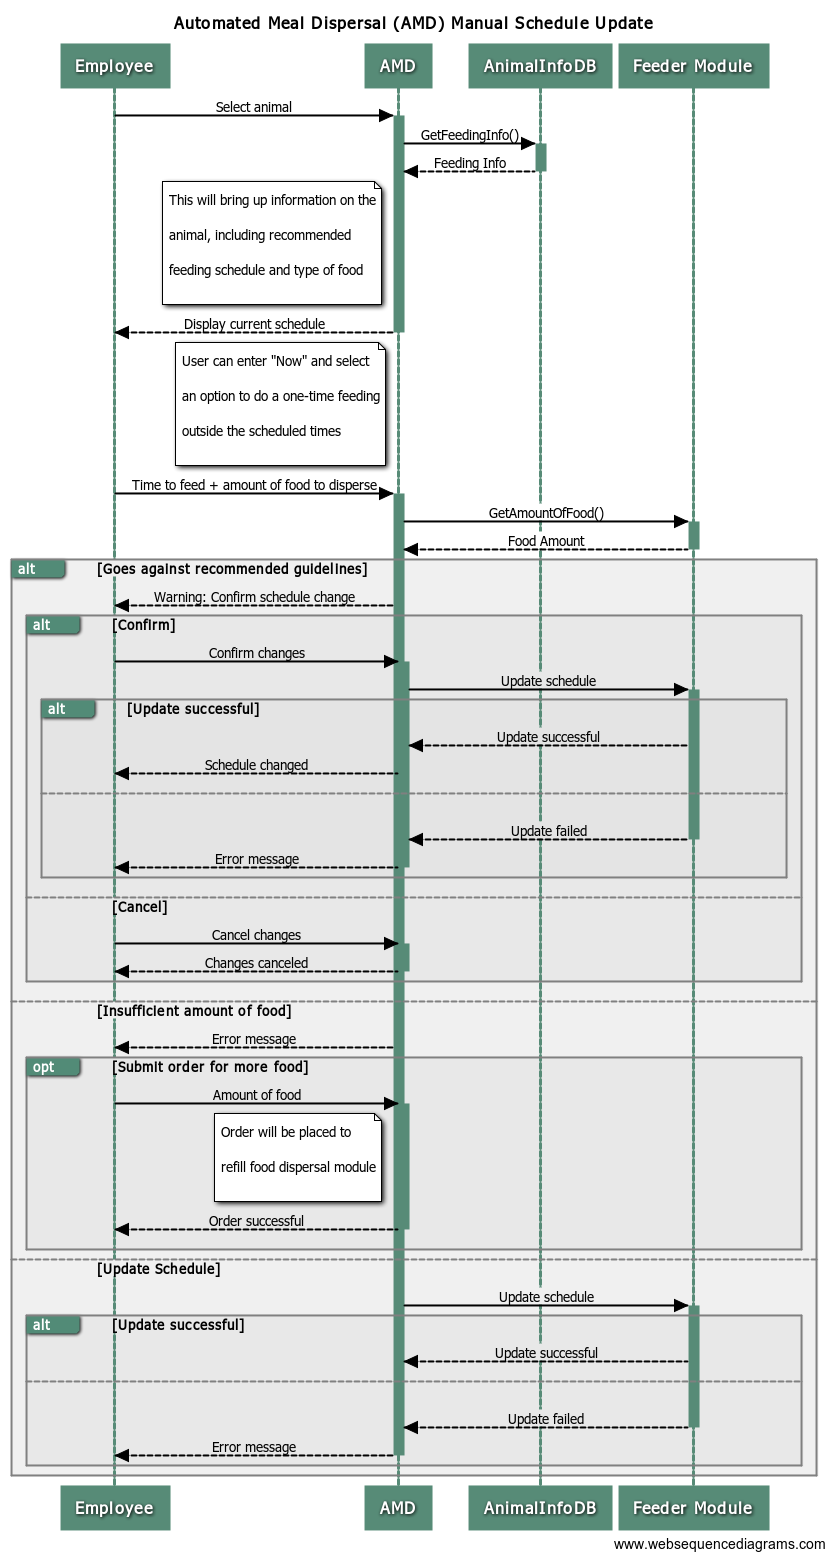 Automated Meal Dispersal (AMD) Manual Schedule Update
Employee
AMD
AnimalInfoDB
Feeder Module
Select animal
GetFeedingInfo()
Feeding Info
This will bring up information on the
animal, including recommended
feeding schedule and type of food
Display current schedule
User can enter "Now" and select
an option to do a one-time feeding
outside the scheduled times
Time to feed + amount of food to disperse
GetAmountOfFood()
Food Amount
alt
[Goes against recommended guidelines]
Warning: Confirm schedule change
alt
[Confirm]
Confirm changes
Update schedule
alt
[Update successful]
Update successful
Schedule changed
Update failed
Error message
[Cancel]
Cancel changes
Changes canceled
[Insufficient amount of food]
Error message
opt
[Submit order for more food]
Amount of food
Order will be placed to
refill food dispersal module
Order successful
[Update Schedule]
Update schedule
alt
[Update successful]
Update successful
Update failed
Error message
Employee
AMD
AnimalInfoDB
Feeder Module
www.websequencediagrams.com